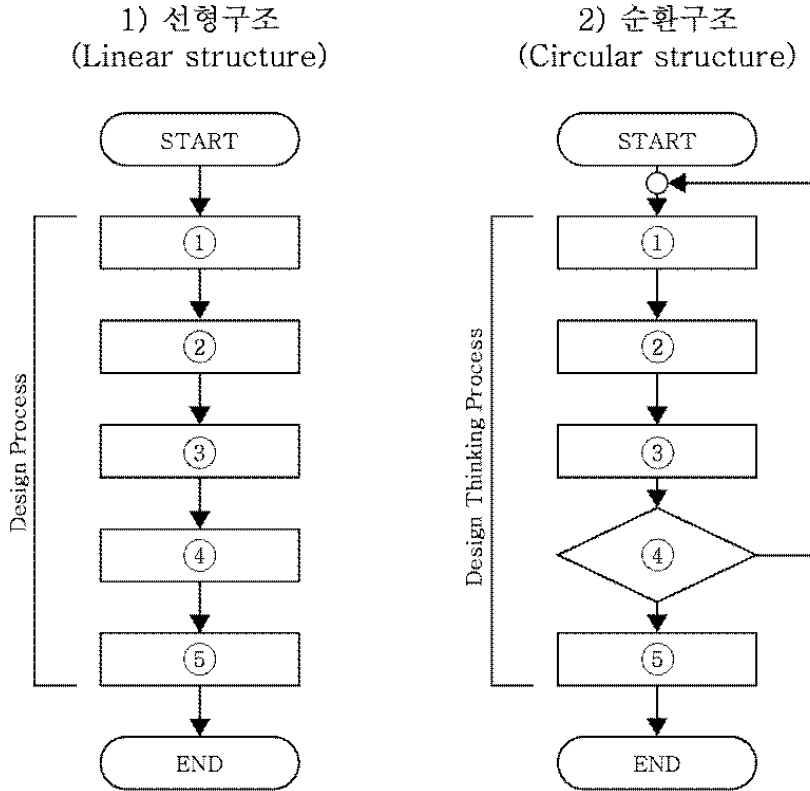 1) 선형구조
(Linear structure)
START
①
②
③
④
⑤
END
Design Process
2) 순환구조
(Circular structure)
START
①
②
③
④
⑤
END
Design Thinking Process